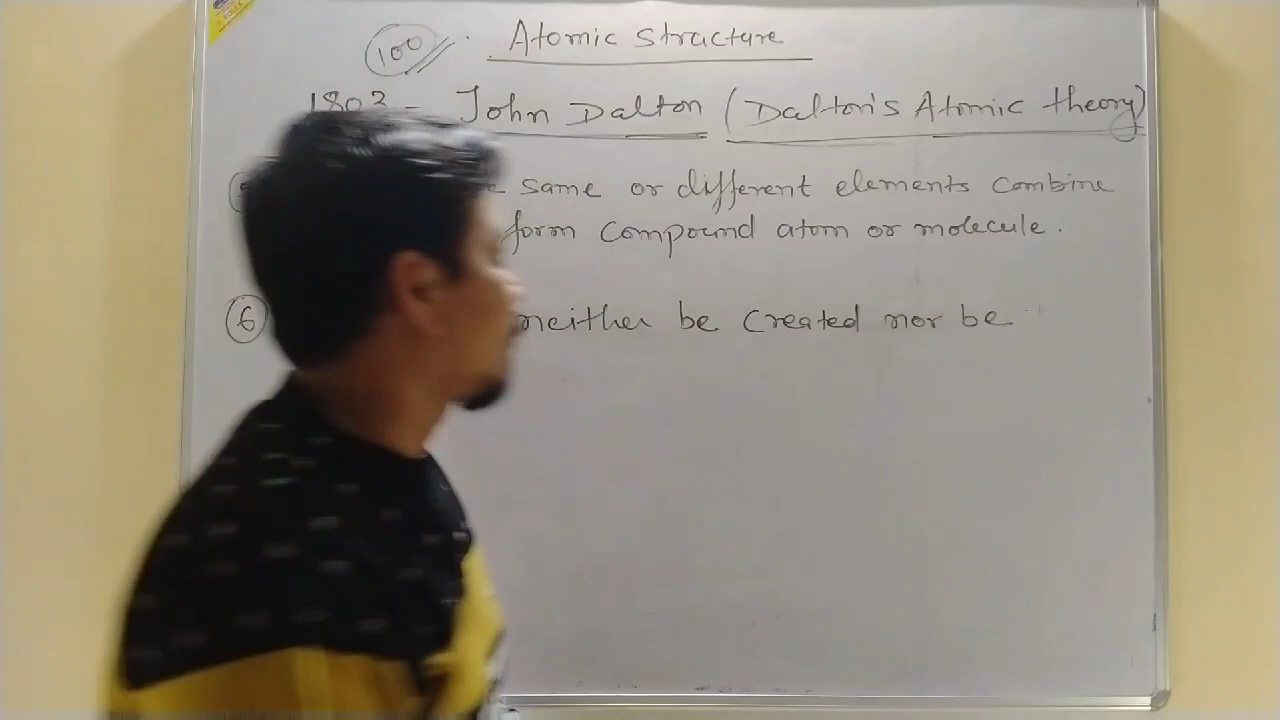 100 Atomic structure
1803 - John Dalton (Dalton's Atomic theory)
same or different elements combine
form compound atom or molecule.
6 neither be created nor be